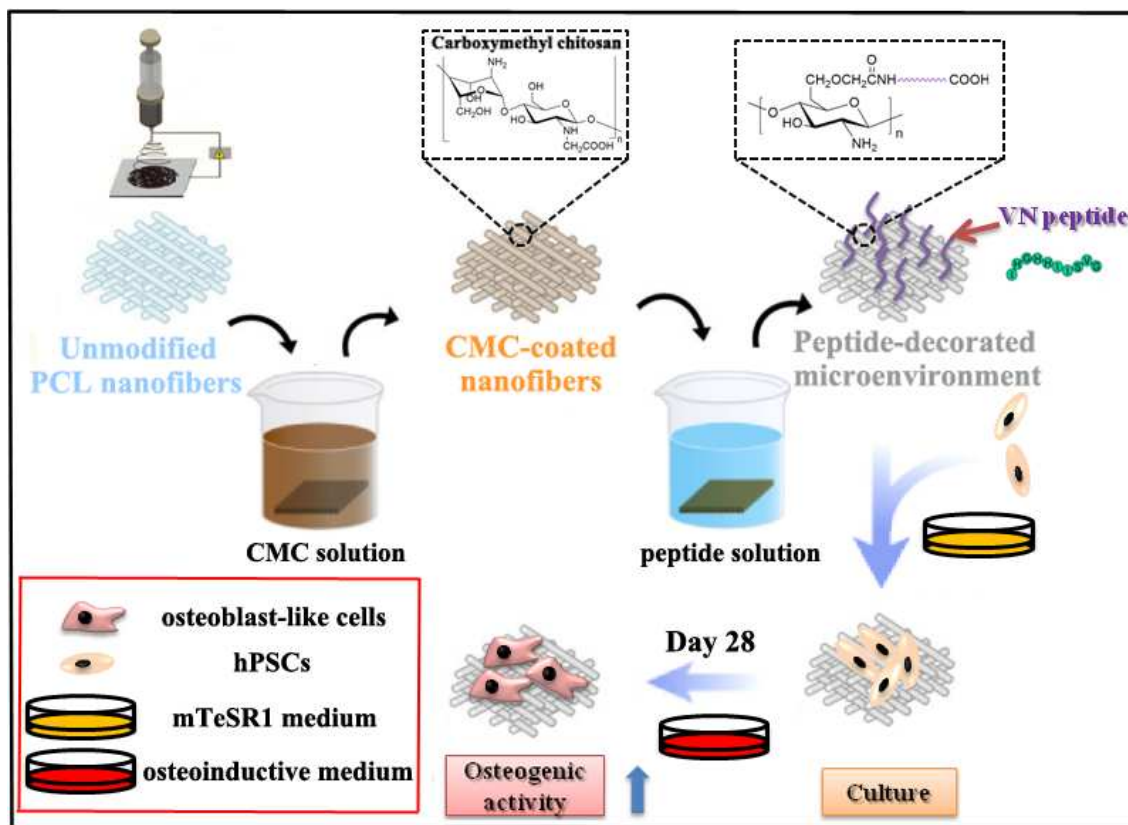 Carboxymethyl chitosan
NH2
OH
HO
CH2OH
O
OH
O
HO
O
NH
O
n
H2CCOOH
O
CH2OCH2CNH
COOH
O
O
HO
NH2
n
VN peptide
Unmodified
PCL nanofibers
CMC-coated
nanofibers
Peptide-decorated
microenvironment
CMC solution
peptide solution
osteoblast-like cells
hPSCs
mTeSR1 medium
osteoinductive medium
Day 28
Osteogenic
activity
Culture